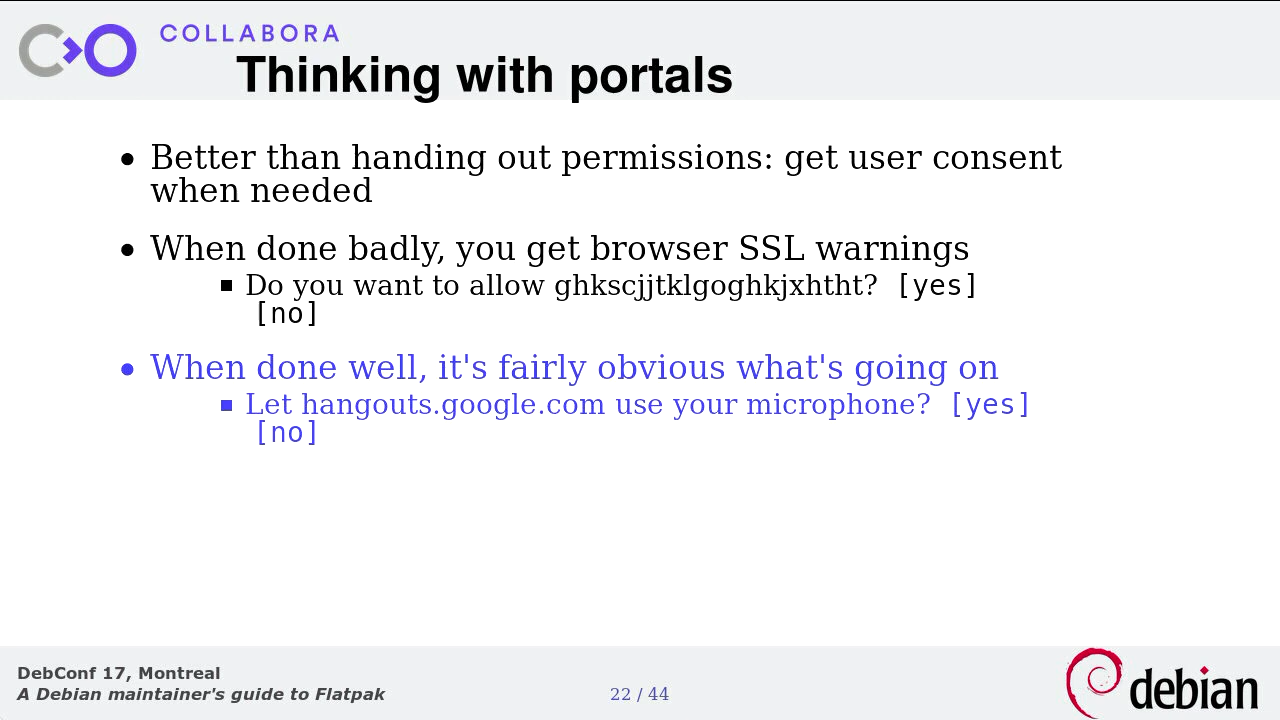 COLLABORA
Thinking with portals
• Better than handing out permissions: get user consent
when needed
• When done badly, you get browser SSL warnings
▪ Do you want to allow ghkscjjtklgoghkjxhtht? [yes]
[no]
• When done well, it's fairly obvious what's going on
▪ Let hangouts.google.com use your microphone? [yes]
[no]
DebConf 17, Montreal
A Debian maintainer's guide to Flatpak
22 / 44
debian